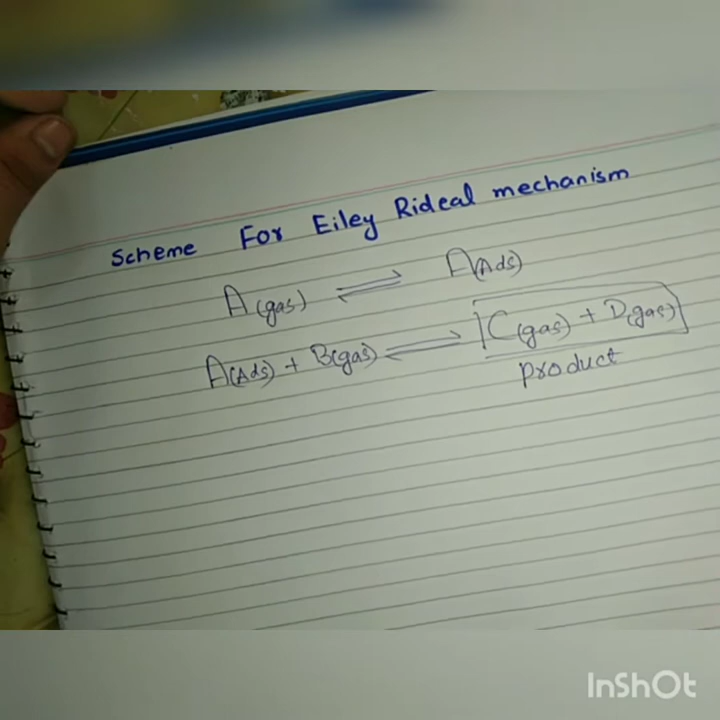 Scheme For Eiley Rideal mechanism
A(gas) ⇌ A(Ads)
A(Ads) + B(gas) ⇌ C(gas) + D(gas)
product
InShOt